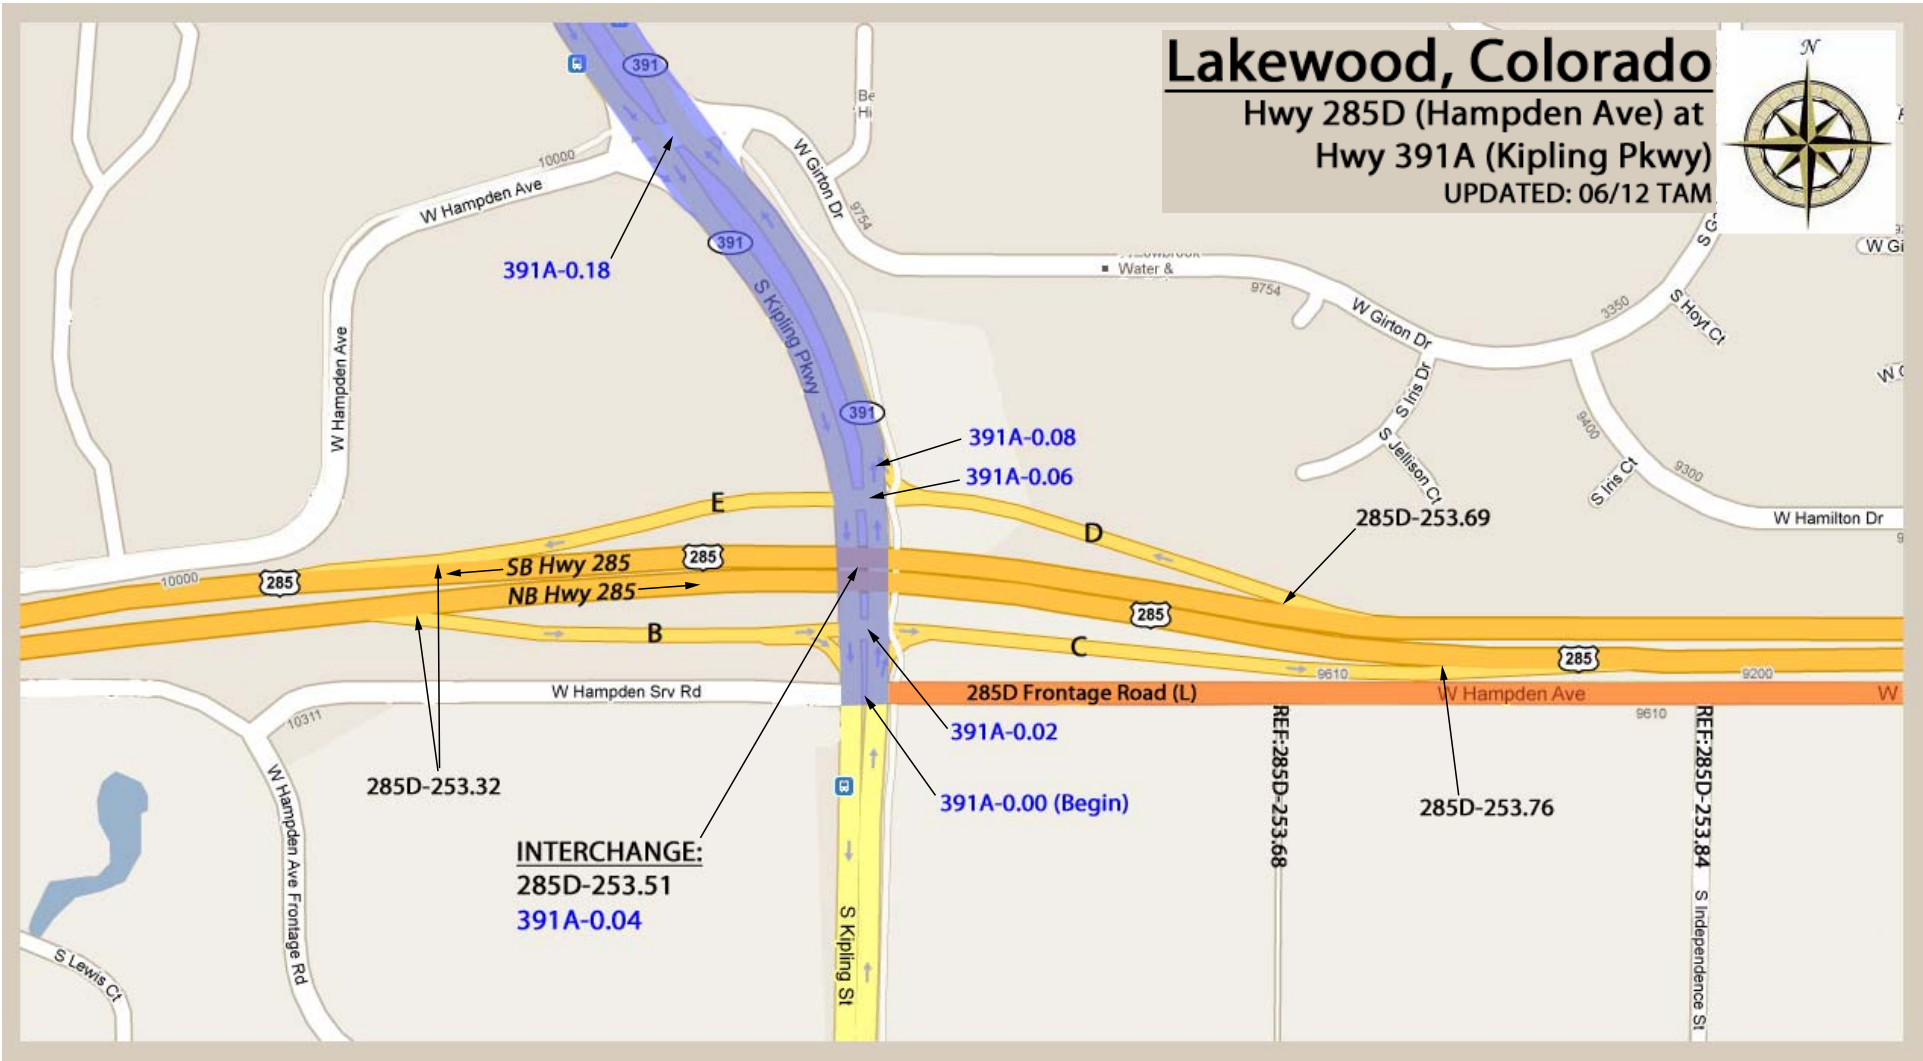 Lakewood, Colorado
Hwy 285D (Hampden Ave) at
Hwy 391A (Kipling Pkwy)
UPDATED: 06/12 TAM
N
391
Be
Hi
10000
W Hampden Ave
W Girton Dr
9754
391
391A-0.18
S Kipling Pkwy
Water &
9754
W Girton Dr
3350
S Hoyt Ct
W Gi
W Hampden Ave
S Iris Dr
S Jellison Ct
9400
S Iris Ct
9300
W Hamilton Dr
391
391A-0.08
391A-0.06
E
D
285D-253.69
10000
285
SB Hwy 285
285
NB Hwy 285
B
C
285
285
9610
9200
W Hampden Srv Rd
285D Frontage Road (L)
W Hampden Ave
W
9610
10311
391A-0.02
391A-0.00 (Begin)
285D-253.32
285D-253.76
REF:285D-253.68
REF:285D-253.84
W Hampden Ave Frontage Rd
INTERCHANGE:
285D-253.51
391A-0.04
S Kipling St
S Independence St
S Lewis Ct